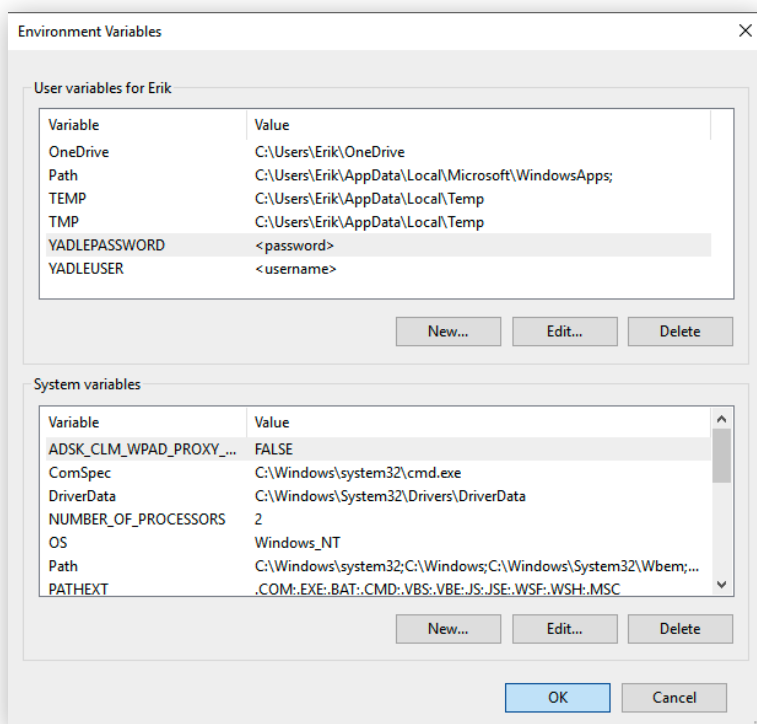 Environment Variables
User variables for Erik
Variable Value
OneDrive C:\Users\Erik\OneDrive
Path C:\Users\Erik\AppData\Local\Microsoft\WindowsApps;
TEMP C:\Users\Erik\AppData\Local\Temp
TMP C:\Users\Erik\AppData\Local\Temp
YADLEPASSWORD <password>
YADLEUSER <username>
New... Edit... Delete
System variables
Variable Value
ADSK_CLM_WPAD_PROXY_... FALSE
ComSpec C:\Windows\system32\cmd.exe
DriverData C:\Windows\System32\Drivers\DriverData
NUMBER_OF_PROCESSORS 2
OS Windows_NT
Path C:\Windows\system32;C:\Windows;C:\Windows\System32\Wbem;...
PATHEXT .COM;.EXE;.BAT;.CMD;.VBS;.VBE;.JS;.JSE;.WSF;.WSH;.MSC
New... Edit... Delete
OK Cancel